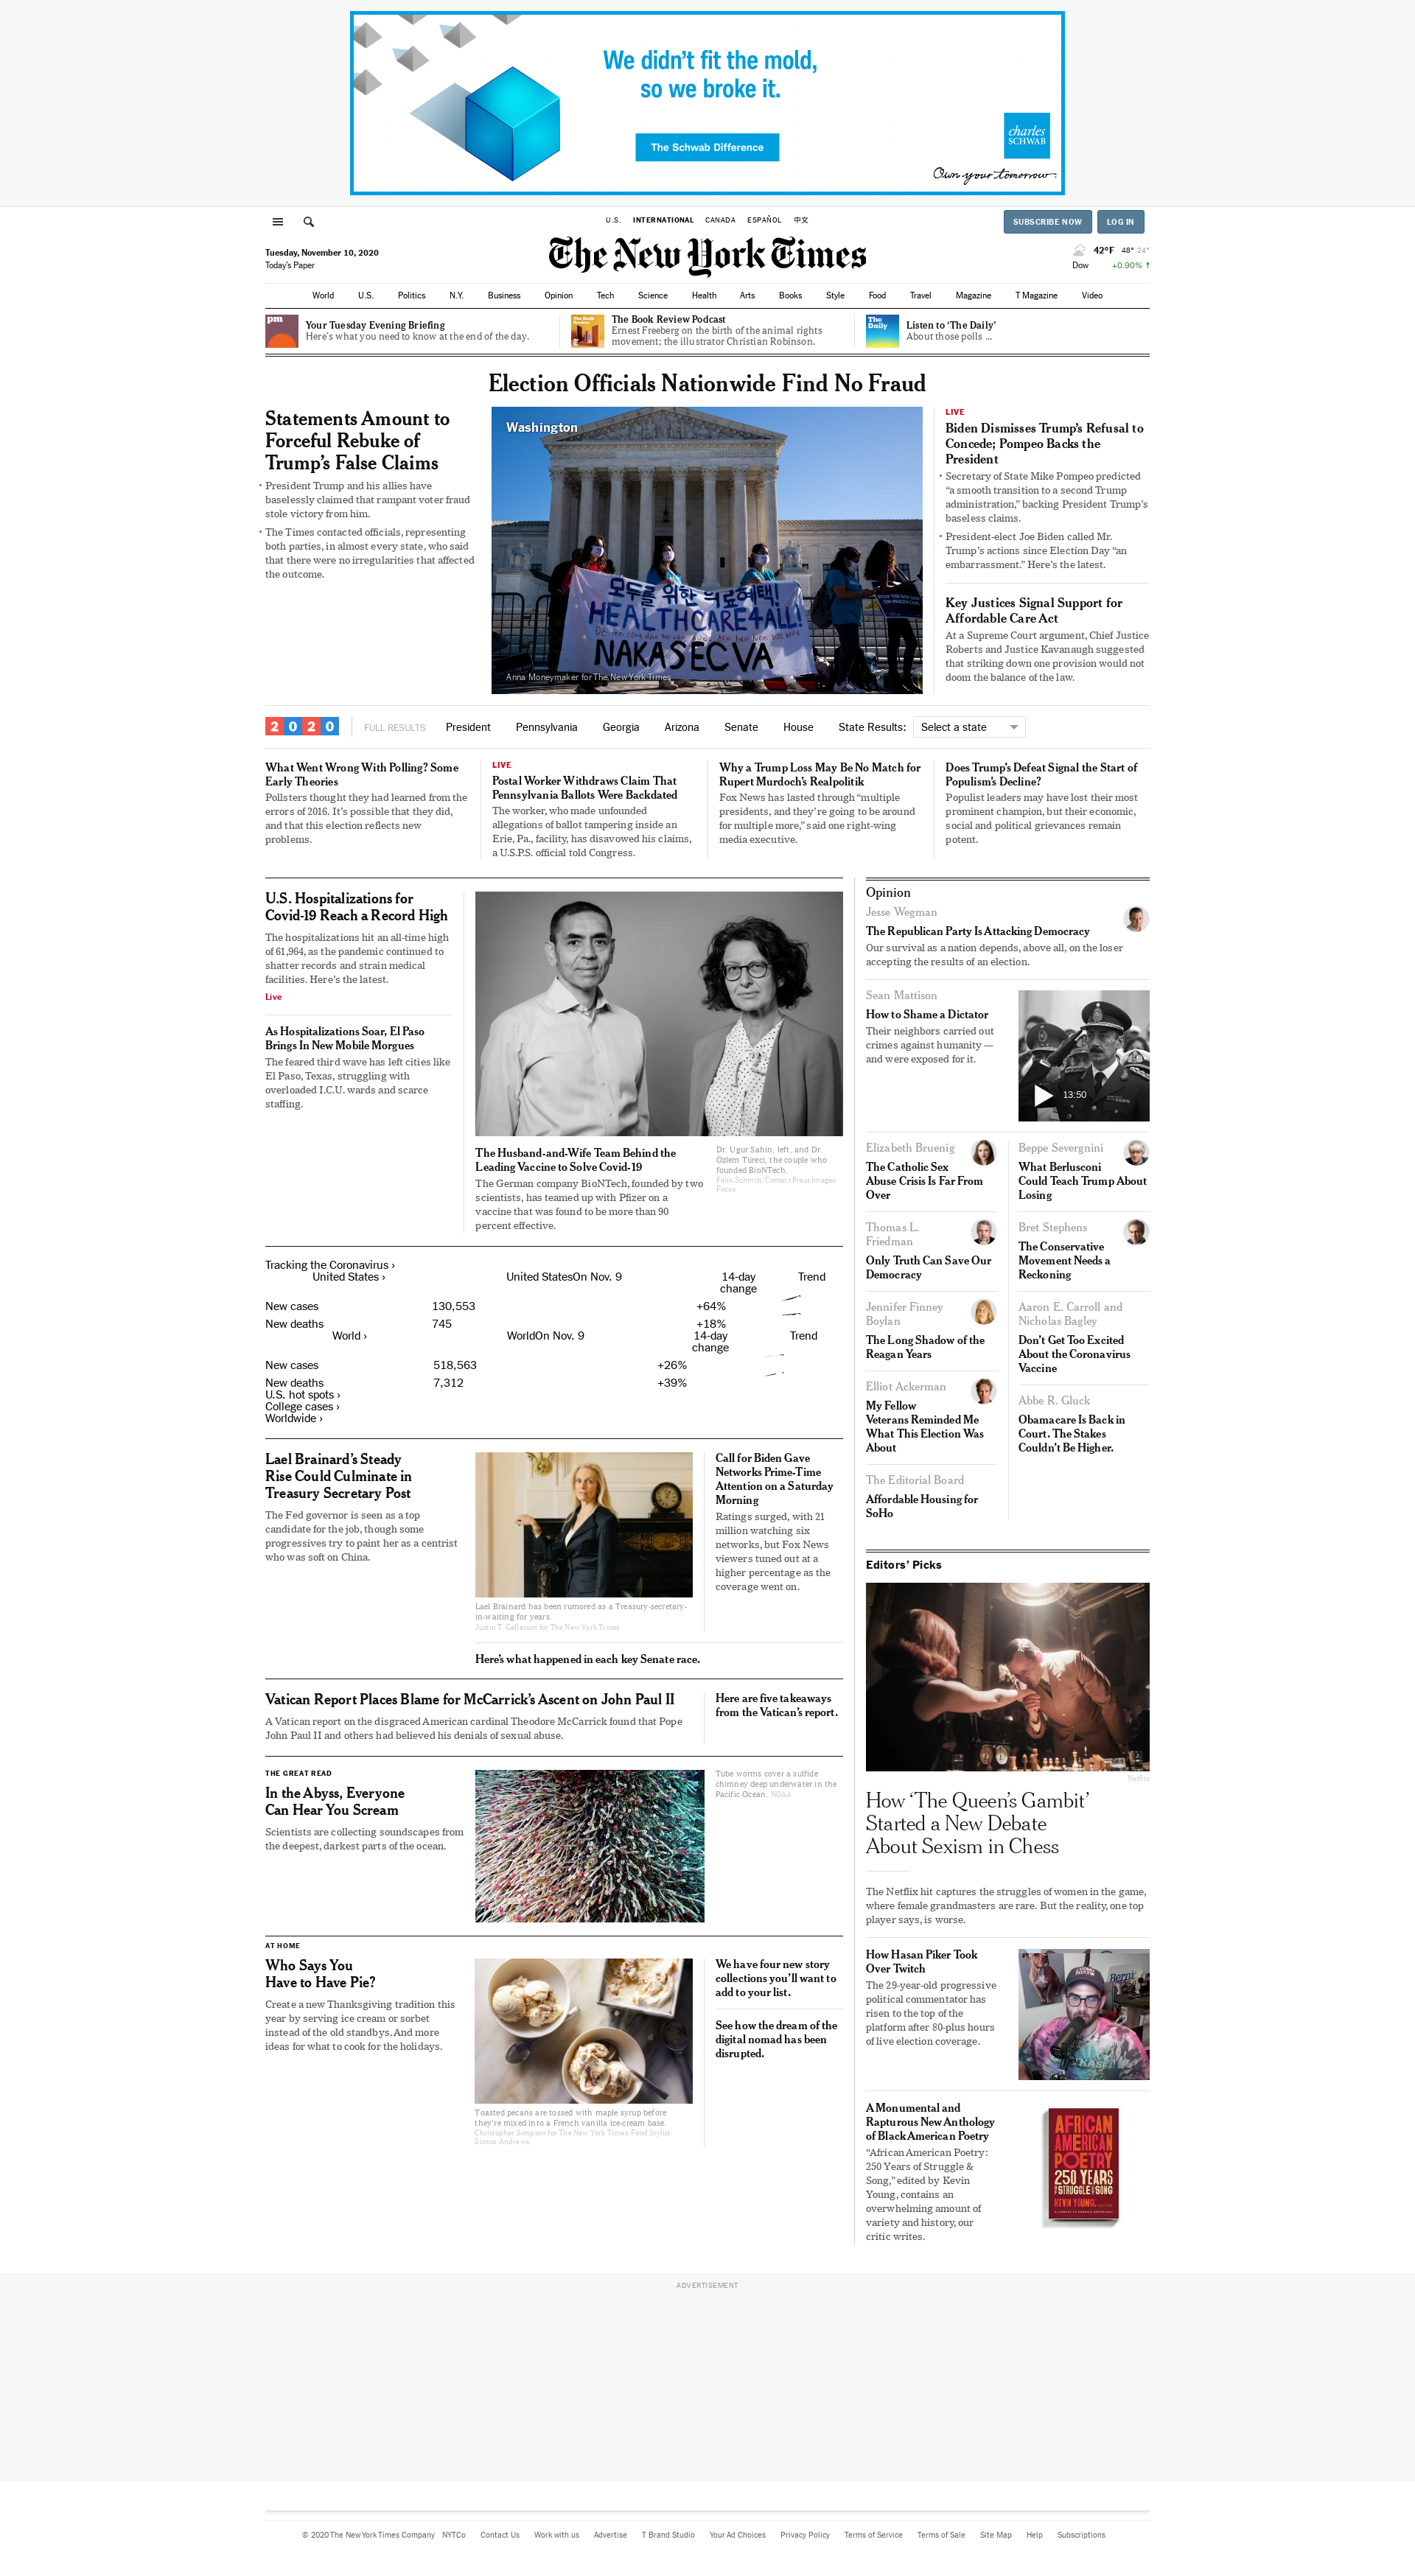 We didn't fit the mold,
so we broke it.
The Schwab Difference
charles
SCHWAB
Own your tomorrow
U.S. INTERNATIONAL CANADA ESPAÑOL 中文
SUBSCRIBE NOW LOG IN
The New York Times
Tuesday, November 10, 2020
Today's Paper
42°F 48° 24°
Dow +0.90% ↑
World U.S. Politics N.Y. Business Opinion Tech Science Health Arts Books Style Food Travel Magazine T Magazine Video
pm
Your Tuesday Evening Briefing
Here's what you need to know at the end of the day.
The Book Review
The Book Review Podcast
Ernest Freeberg on the birth of the animal rights
movement; the illustrator Christian Robinson.
The Daily
Listen to 'The Daily'
About those polls ...
Election Officials Nationwide Find No Fraud
Statements Amount to
Forceful Rebuke of
Trump's False Claims
• President Trump and his allies have
baselessly claimed that rampant voter fraud
stole victory from him.
• The Times contacted officials, representing
both parties, in almost every state, who said
that there were no irregularities that affected
the outcome.
Washington
모두를 위한 의료혜택!
HEALTHCARE4ALL!
NAKASECVA
Anna Moneymaker for The New York Times
LIVE
Biden Dismisses Trump's Refusal to
Concede; Pompeo Backs the
President
• Secretary of State Mike Pompeo predicted
"a smooth transition to a second Trump
administration," backing President Trump's
baseless claims.
• President-elect Joe Biden called Mr.
Trump's actions since Election Day "an
embarrassment." Here's the latest.
Key Justices Signal Support for
Affordable Care Act
At a Supreme Court argument, Chief Justice
Roberts and Justice Kavanaugh suggested
that striking down one provision would not
doom the balance of the law.
2020 FULL RESULTS President Pennsylvania Georgia Arizona Senate House State Results: Select a state
What Went Wrong With Polling? Some
Early Theories
Pollsters thought they had learned from the
errors of 2016. It's possible that they did,
and that this election reflects new
problems.
LIVE
Postal Worker Withdraws Claim That
Pennsylvania Ballots Were Backdated
The worker, who made unfounded
allegations of ballot tampering inside an
Erie, Pa., facility, has disavowed his claims,
a U.S.P.S. official told Congress.
Why a Trump Loss May Be No Match for
Rupert Murdoch's Realpolitik
Fox News has lasted through "multiple
presidents, and they're going to be around
for multiple more," said one right-wing
media executive.
Does Trump's Defeat Signal the Start of
Populism's Decline?
Populist leaders may have lost their most
prominent champion, but their economic,
social and political grievances remain
potent.
U.S. Hospitalizations for
Covid-19 Reach a Record High
The hospitalizations hit an all-time high
of 61,964, as the pandemic continued to
shatter records and strain medical
facilities. Here's the latest.
Live
As Hospitalizations Soar, El Paso
Brings In New Mobile Morgues
The feared third wave has left cities like
El Paso, Texas, struggling with
overloaded I.C.U. wards and scarce
staffing.
The Husband-and-Wife Team Behind the
Leading Vaccine to Solve Covid-19
The German company BioNTech, founded by two
scientists, has teamed up with Pfizer on a
vaccine that was found to be more than 90
percent effective.
Dr. Ugur Sahin, left, and Dr.
Özlem Türeci, the couple who
founded BioNTech.
Felix Schmitt/Contact Press Images-
Focus
Tracking the Coronavirus ›
United States › United StatesOn Nov. 9 14-day
change Trend
New cases 130,553 +64%
New deaths 745 +18%
World › WorldOn Nov. 9 14-day
change Trend
New cases 518,563 +26%
New deaths 7,312 +39%
U.S. hot spots ›
College cases ›
Worldwide ›
Lael Brainard's Steady
Rise Could Culminate in
Treasury Secretary Post
The Fed governor is seen as a top
candidate for the job, though some
progressives try to paint her as a centrist
who was soft on China.
Lael Brainard has been rumored as a Treasury-secretary-
in-waiting for years.
Justin T. Gellerson for The New York Times
Call for Biden Gave
Networks Prime-Time
Attention on a Saturday
Morning
Ratings surged, with 21
million watching six
networks, but Fox News
viewers tuned out at a
higher percentage as the
coverage went on.
Here's what happened in each key Senate race.
Vatican Report Places Blame for McCarrick's Ascent on John Paul II
A Vatican report on the disgraced American cardinal Theodore McCarrick found that Pope
John Paul II and others had believed his denials of sexual abuse.
Here are five takeaways
from the Vatican's report.
THE GREAT READ
In the Abyss, Everyone
Can Hear You Scream
Scientists are collecting soundscapes from
the deepest, darkest parts of the ocean.
Tube worms cover a sulfide
chimney deep underwater in the
Pacific Ocean. NOAA
AT HOME
Who Says You
Have to Have Pie?
Create a new Thanksgiving tradition this
year by serving ice cream or sorbet
instead of the old standbys. And more
ideas for what to cook for the holidays.
Toasted pecans are tossed with maple syrup before
they're mixed into a French vanilla ice-cream base.
Christopher Simpson for The New York Times. Food Stylist:
Simon Andrews.
We have four new story
collections you'll want to
add to your list.
See how the dream of the
digital nomad has been
disrupted.
Opinion
Jesse Wegman
The Republican Party Is Attacking Democracy
Our survival as a nation depends, above all, on the loser
accepting the results of an election.
Sean Mattison
How to Shame a Dictator
Their neighbors carried out
crimes against humanity —
and were exposed for it.
13:50
Elizabeth Bruenig
The Catholic Sex
Abuse Crisis Is Far From
Over
Beppe Severgnini
What Berlusconi
Could Teach Trump About
Losing
Thomas L.
Friedman
Only Truth Can Save Our
Democracy
Bret Stephens
The Conservative
Movement Needs a
Reckoning
Jennifer Finney
Boylan
The Long Shadow of the
Reagan Years
Aaron E. Carroll and
Nicholas Bagley
Don't Get Too Excited
About the Coronavirus
Vaccine
Elliot Ackerman
My Fellow
Veterans Reminded Me
What This Election Was
About
Abbe R. Gluck
Obamacare Is Back in
Court. The Stakes
Couldn't Be Higher.
The Editorial Board
Affordable Housing for
SoHo
Editors' Picks
Netflix
How 'The Queen's Gambit'
Started a New Debate
About Sexism in Chess
The Netflix hit captures the struggles of women in the game,
where female grandmasters are rare. But the reality, one top
player says, is worse.
How Hasan Piker Took
Over Twitch
The 29-year-old progressive
political commentator has
risen to the top of the
platform after 80-plus hours
of live election coverage.
Berni
A Monumental and
Rapturous New Anthology
of Black American Poetry
"African American Poetry:
250 Years of Struggle &
Song," edited by Kevin
Young, contains an
overwhelming amount of
variety and history, our
critic writes.
AFRICAN
AMERICAN
POETRY
250 YEARS
OF STRUGGLE & SONG
KEVIN YOUNG,
ADVERTISEMENT
© 2020 The New York Times Company NYTCo Contact Us Work with us Advertise T Brand Studio Your Ad Choices Privacy Policy Terms of Service Terms of Sale Site Map Help Subscriptions